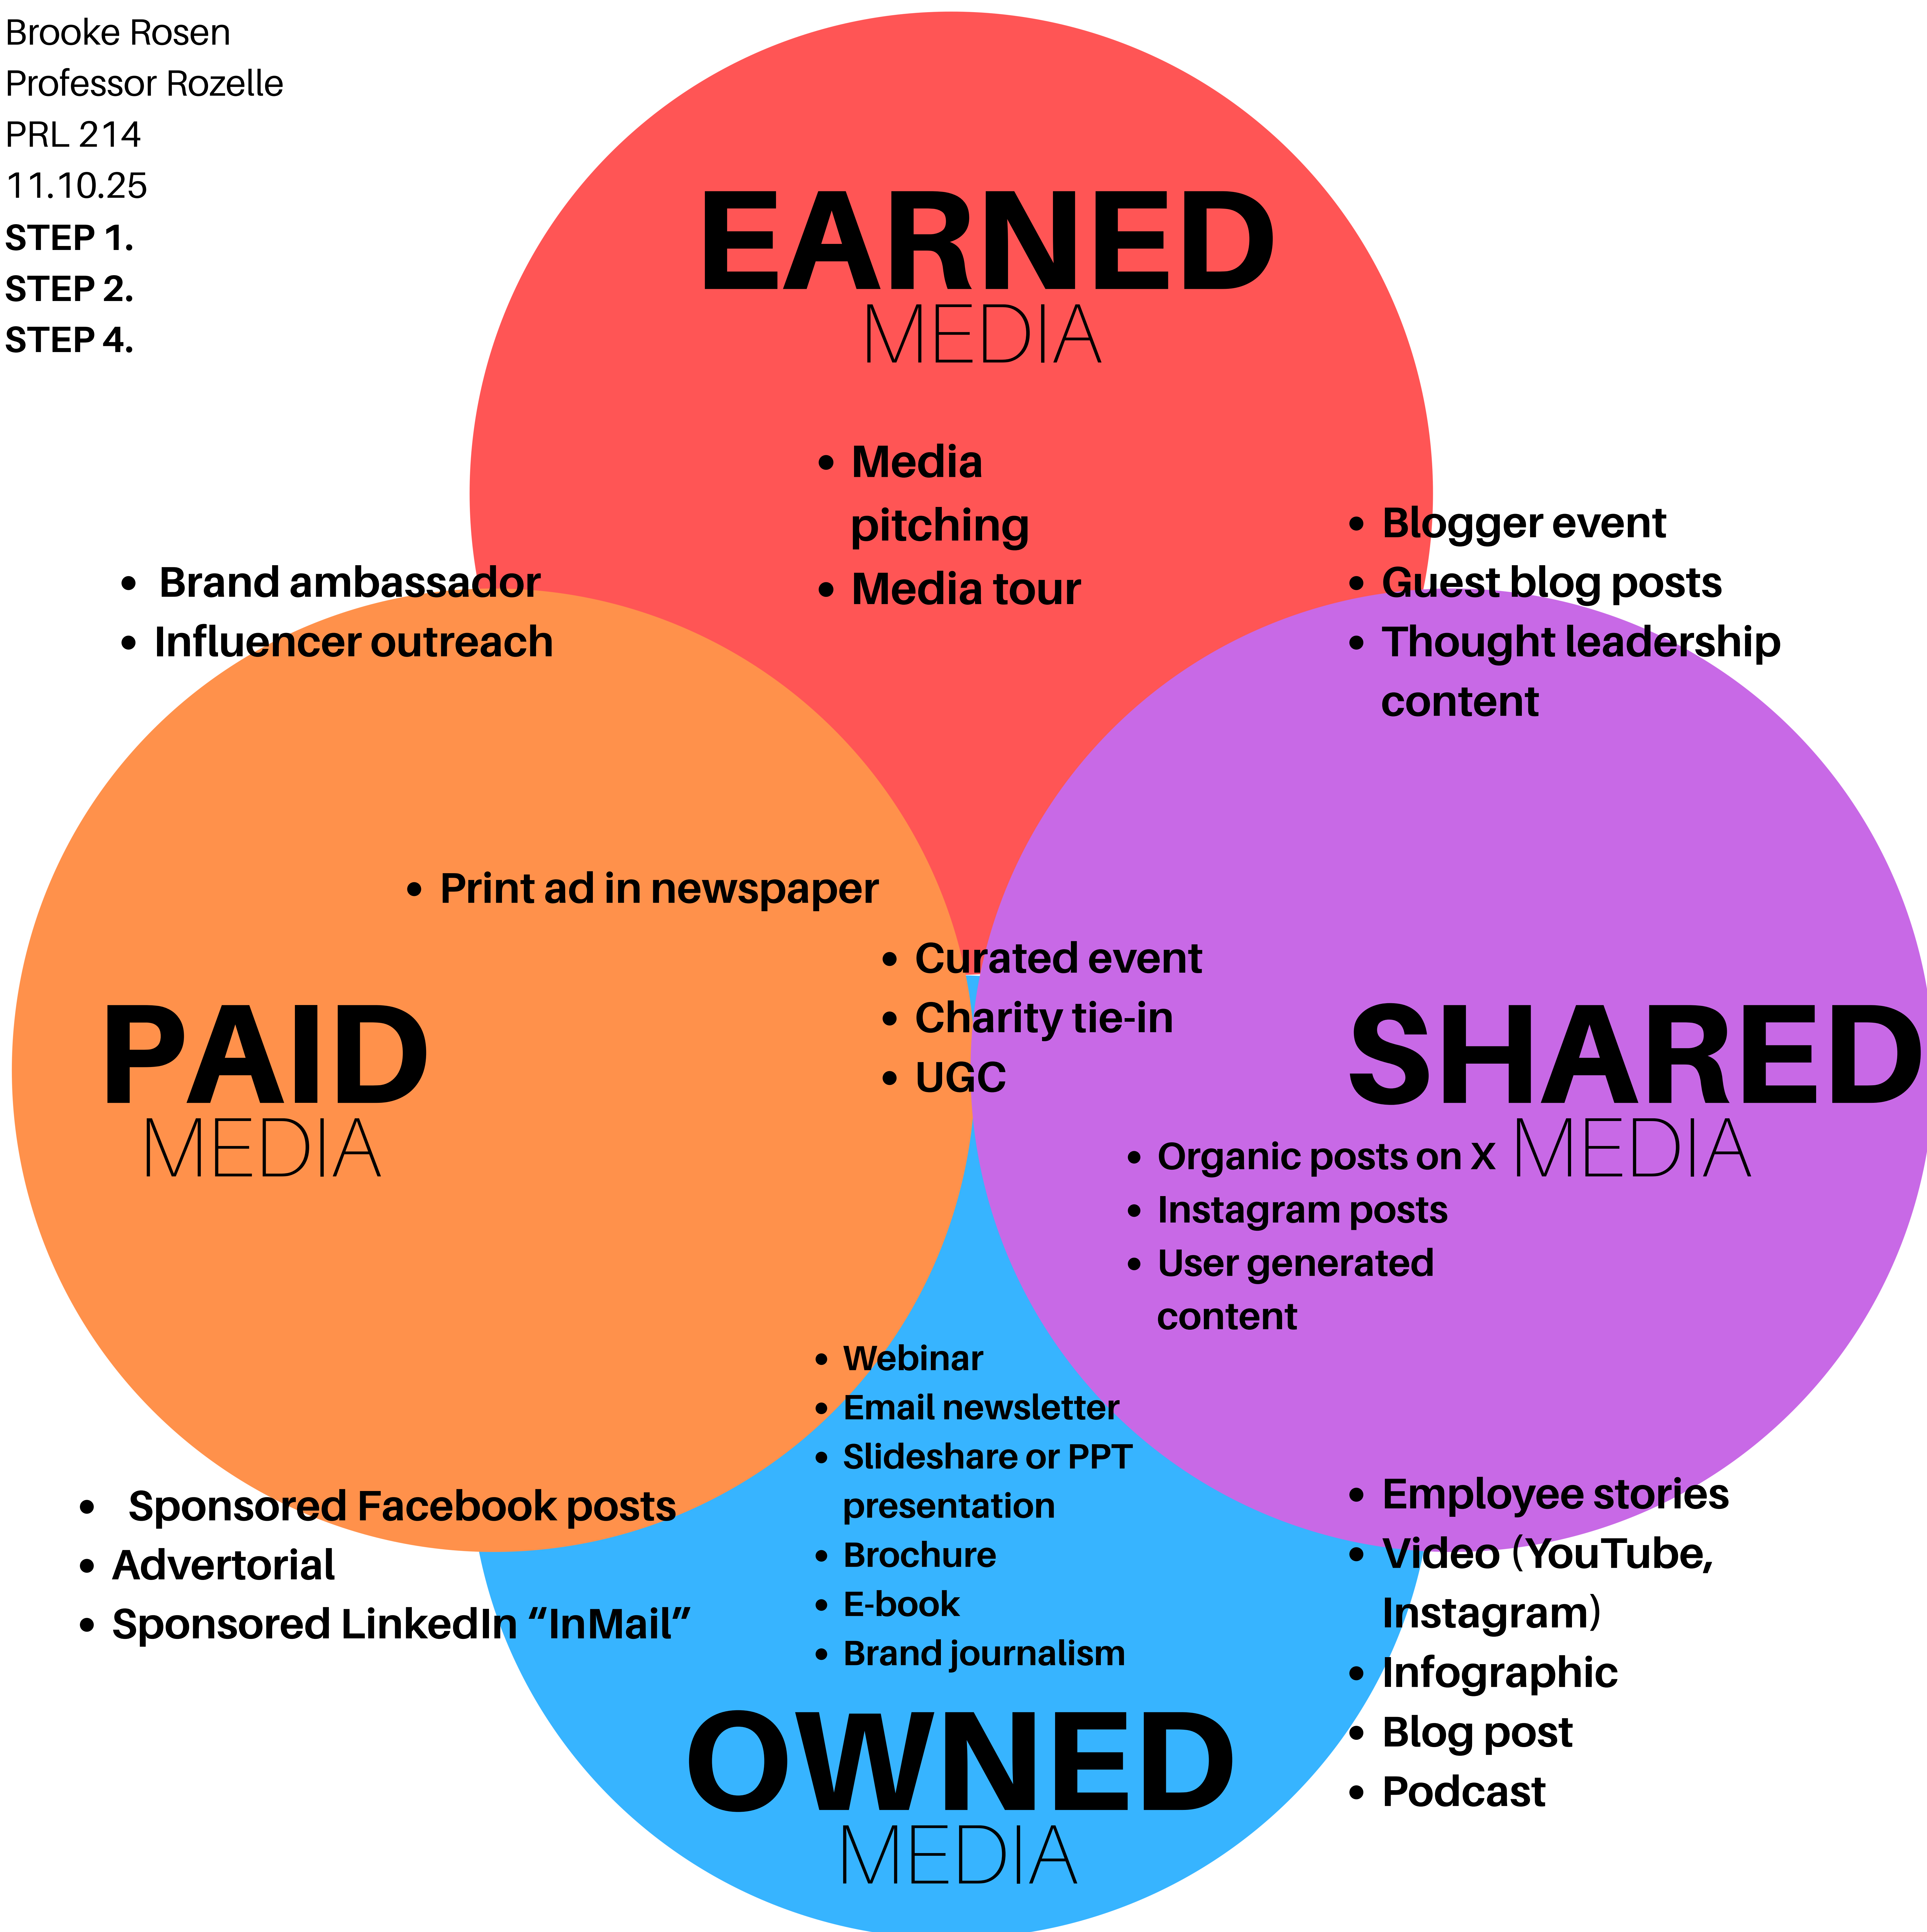 Brooke Rosen
Professor Rozelle
PRL 214
11.10.25
STEP 1.
STEP 2.
STEP 4.
EARNED
MEDIA
• Media
pitching
• Media tour
• Brand ambassador
• Influencer outreach
• Blogger event
• Guest blog posts
• Thought leadership
content
• Print ad in newspaper
• Curated event
• Charity tie-in
• UGC
PAID
MEDIA
SHARED
MEDIA
• Organic posts on X
• Instagram posts
• User generated
content
• Webinar
• Email newsletter
• Slideshare or PPT
presentation
• Brochure
• E-book
• Brand journalism
• Sponsored Facebook posts
• Advertorial
• Sponsored LinkedIn “InMail”
• Employee stories
• Video (YouTube,
Instagram)
• Infographic
• Blog post
• Podcast
OWNED
MEDIA